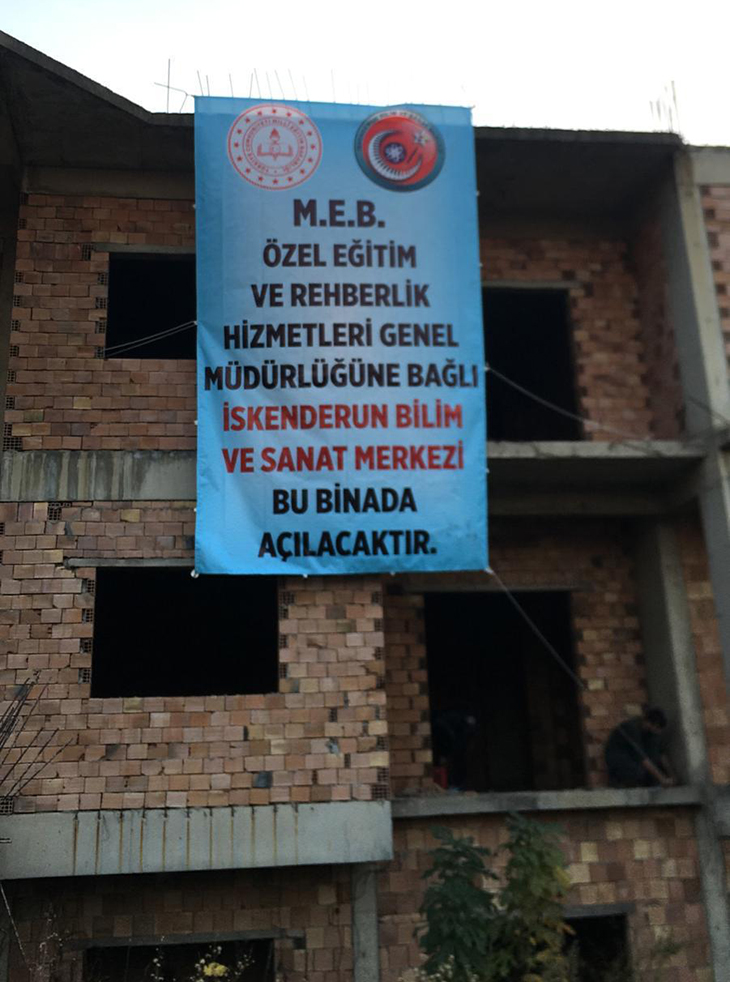 M.E.B.
ÖZEL EĞİTİM
VE REHBERLİK
HİZMETLERİ GENEL
MÜDÜRLÜĞÜNE BAĞLI
İSKENDERUN BİLİM
VE SANAT MERKEZİ
BU BİNADA
AÇILACAKTIR.